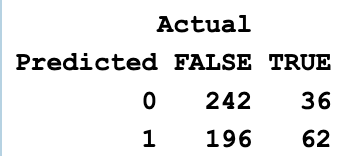 Actual
Predicted FALSE TRUE
0 242 36
1 196 62